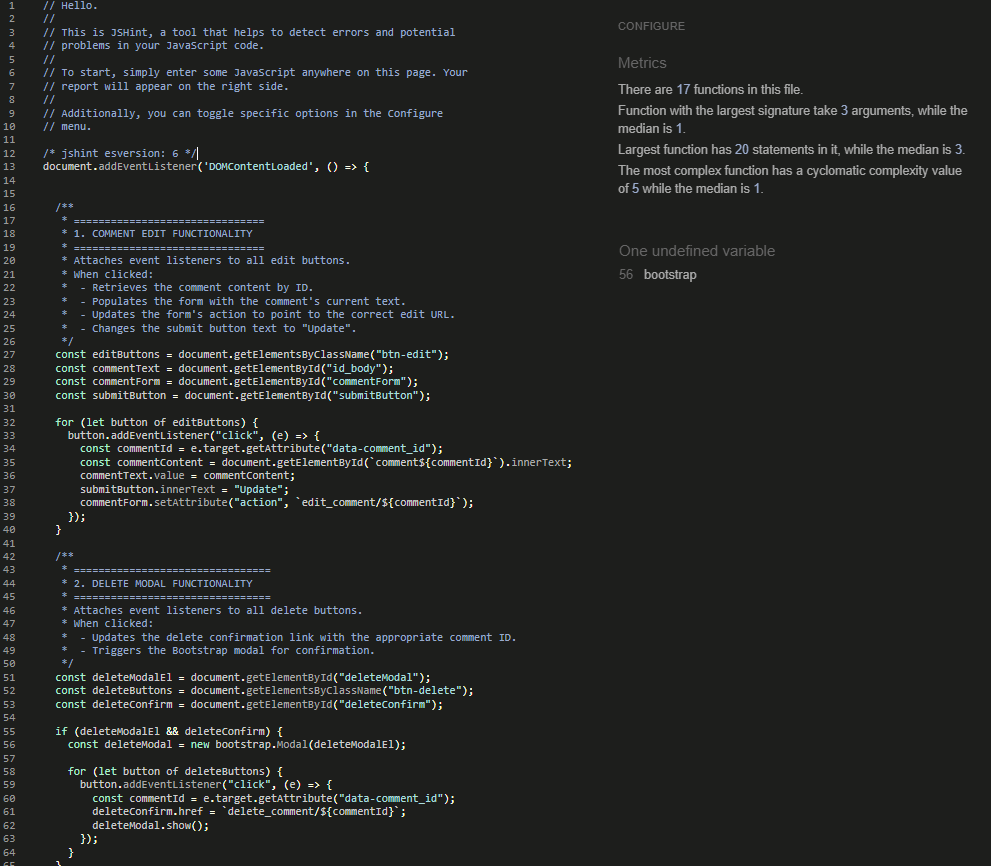 1 // Hello.
2 //
3 // This is JSHint, a tool that helps to detect errors and potential
4 // problems in your JavaScript code.
5 //
6 // To start, simply enter some JavaScript anywhere on this page. Your
7 // report will appear on the right side.
8 //
9 // Additionally, you can toggle specific options in the Configure
10 // menu.
11
12 /* jshint esversion: 6 */
13 document.addEventListener('DOMContentLoaded', () => {
14
15
16   /**
17    * ===============================
18    * 1. COMMENT EDIT FUNCTIONALITY
19    * ===============================
20    * Attaches event listeners to all edit buttons.
21    * When clicked:
22    *  - Retrieves the comment content by ID.
23    *  - Populates the form with the comment's current text.
24    *  - Updates the form's action to point to the correct edit URL.
25    *  - Changes the submit button text to "Update".
26    */
27   const editButtons = document.getElementsByClassName("btn-edit");
28   const commentText = document.getElementById("id_body");
29   const commentForm = document.getElementById("commentForm");
30   const submitButton = document.getElementById("submitButton");
31
32   for (let button of editButtons) {
33     button.addEventListener("click", (e) => {
34       const commentId = e.target.getAttribute("data-comment_id");
35       const commentContent = document.getElementById(`comment${commentId}`).innerText;
36       commentText.value = commentContent;
37       submitButton.innerText = "Update";
38       commentForm.setAttribute("action", `edit_comment/${commentId}`);
39     });
40   }
41
42   /**
43    * ================================
44    * 2. DELETE MODAL FUNCTIONALITY
45    * ================================
46    * Attaches event listeners to all delete buttons.
47    * When clicked:
48    *  - Updates the delete confirmation link with the appropriate comment ID.
49    *  - Triggers the Bootstrap modal for confirmation.
50    */
51   const deleteModalEl = document.getElementById("deleteModal");
52   const deleteButtons = document.getElementsByClassName("btn-delete");
53   const deleteConfirm = document.getElementById("deleteConfirm");
54
55   if (deleteModalEl && deleteConfirm) {
56     const deleteModal = new bootstrap.Modal(deleteModalEl);
57
58     for (let button of deleteButtons) {
59       button.addEventListener("click", (e) => {
60         const commentId = e.target.getAttribute("data-comment_id");
61         deleteConfirm.href = `delete_comment/${commentId}`;
62         deleteModal.show();
63       });
64     }
65   }
CONFIGURE
Metrics
There are 17 functions in this file.
Function with the largest signature take 3 arguments, while the
median is 1.
Largest function has 20 statements in it, while the median is 3.
The most complex function has a cyclomatic complexity value
of 5 while the median is 1.
One undefined variable
56 bootstrap